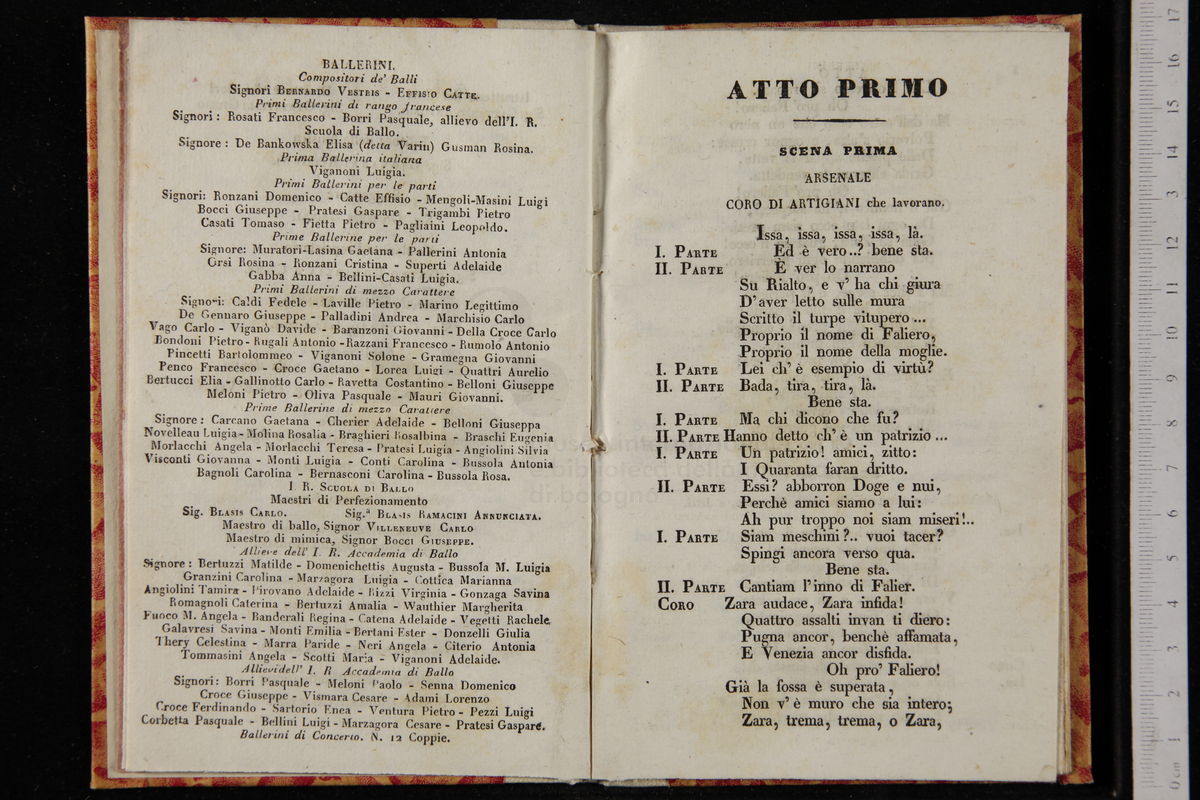 BALLERINI.
Compositori de' Balli
Signori Bernardo Vestris - Effisio Catte.
Primi Ballerini di rango francese
Signori : Rosati Francesco - Borri Pasquale, allievo dell'I. R.
Scuola di Ballo.
Signore : De Bankowska Elisa (detta Varin) Gusman Rosina.
Prima Ballerina italiana
Viganoni Luigia.
Primi Ballerini per le parti
Signori: Ronzani Domenico - Catte Effisio - Mengoli-Masini Luigi
Bocci Giuseppe - Pratesi Gaspare - Trigambi Pietro
Casati Tomaso - Fietta Pietro - Pagliaini Leopoldo.
Prime Ballerine per le parti
Signore: Muratori-Lasina Gaetana - Pallerini Antonia
Orsi Rosina - Ronzani Cristina - Superti Adelaide
Gabba Anna - Bellini-Casati Luigia.
Primi Ballerini di mezzo Carattere
Signori: Caldi Fedele - Laville Pietro - Marino Legittimo
De Gennaro Giuseppe - Palladini Andrea - Marchisio Carlo
Vago Carlo - Viganò Davide - Baranzoni Giovanni - Della Croce Carlo
Bondoni Pietro - Rugali Antonio - Razzani Francesco - Rumolo Antonio
Pincetti Bartolommeo - Viganoni Solone - Gramegna Giovanni
Penco Francesco - Croce Gaetano - Lorea Luigi - Quattri Aurelio
Bertucci Elia - Gallinotto Carlo - Ravetta Costantino - Belloni Giuseppe
Meloni Pietro - Oliva Pasquale - Mauri Giovanni.
Prime Ballerine di mezzo Carattere
Signore : Carcano Gaetana - Cherier Adelaide - Belloni Giuseppa
Novelleau Luigia - Molina Rosalia - Braghieri Rosalbina - Braschi Eugenia
Morlacchi Angela - Morlacchi Teresa - Pratesi Luigia - Angiolini Silvia
Visconti Giovanna - Monti Luigia - Conti Carolina - Bussola Antonia
Bagnoli Carolina - Bernasconi Carolina - Bussola Rosa.
I. R. Scuola di Ballo
Maestri di Perfezionamento
Sig. Blasis Carlo. Sig.ª Blasis Ramacini Annunciata.
Maestro di ballo, Signor Villeneuve Carlo
Maestro di mimica, Signor Bocci Giuseppe.
Allieve dell' I. R. Accademia di Ballo
Signore : Bertuzzi Matilde - Domenichettis Augusta - Bussola M. Luigia
Granzini Carolina - Marzagora Luigia - Cottica Marianna
Angiolini Tamira - Pirovano Adelaide - Rizzi Virginia - Gonzaga Savina
Romagnoli Caterina - Bertuzzi Amalia - Wauthier Margherita
Fuoco M. Angela - Banderali Regina - Catena Adelaide - Vegetti Rachele
Galavresi Savina - Monti Emilia - Bertani Ester - Donzelli Giulia
Thery Celestina - Marra Paride - Neri Angela - Citerio Antonia
Tommasini Angela - Scotti Maria - Viganoni Adelaide.
Allievi dell' I. R Accademia di Ballo
Signori: Borri Pasquale - Meloni Paolo - Senna Domenico
Croce Giuseppe - Vismara Cesare - Adami Lorenzo
Croce Ferdinando - Sartorio Enea - Ventura Pietro - Pezzi Luigi
Corbetta Pasquale - Bellini Luigi - Marzagora Cesare - Pratesi Gaspare.
Ballerini di Concerto. N. 12 Coppie.
ATTO PRIMO
SCENA PRIMA
ARSENALE
CORO DI ARTIGIANI che lavorano.
Issa, issa, issa, issa, là.
I. Parte Ed è vero..? bene sta.
II. Parte È ver lo narrano
Su Rialto, e v' ha chi giura
D'aver letto sulle mura
Scritto il turpe vitupero ...
Proprio il nome di Faliero,
Proprio il nome della moglie.
I. Parte Lei ch' è esempio di virtù?
II. Parte Bada, tira, tira, là.
Bene sta.
I. Parte Ma chi dicono che fu?
II. Parte Hanno detto ch' è un patrizio ...
I. Parte Un patrizio! amici, zitto:
I Quaranta faran dritto.
II. Parte Essi? abborron Doge e nui,
Perchè amici siamo a lui:
Ah pur troppo noi siam miseri!..
I. Parte Siam meschini?.. vuoi tacer?
Spingi ancora verso qua.
Bene sta.
II. Parte Cantiam l'inno di Falier.
Coro Zara audace, Zara infida!
Quattro assalti invan ti diero:
Pugna ancor, benchè affamata,
E Venezia ancor disfida.
Oh pro' Faliero!
Già la fossa è superata,
Non v' è muro che sia intero;
Zara, trema, trema, o Zara,